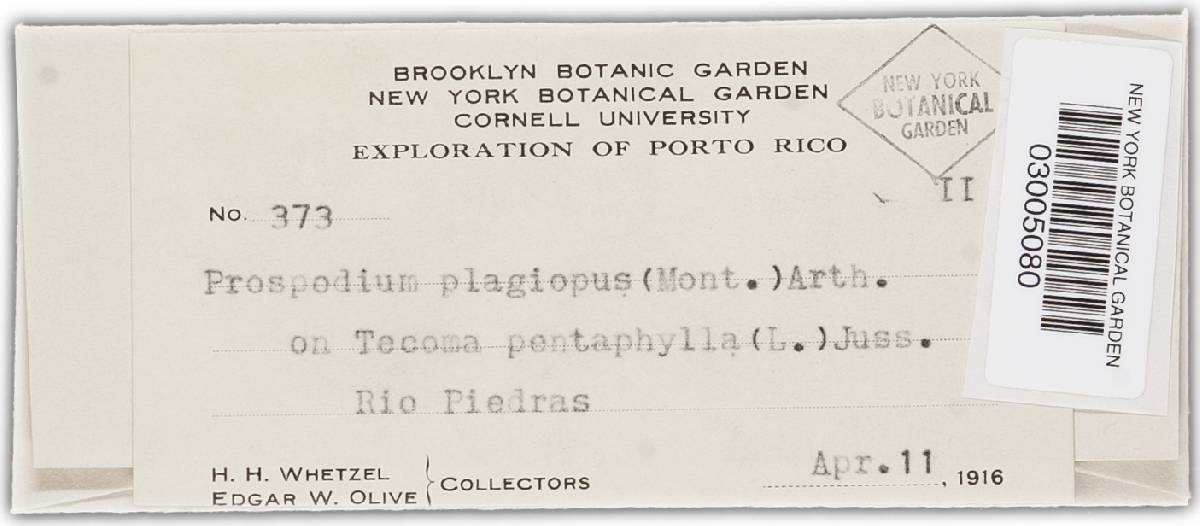 BROOKLYN BOTANIC GARDEN
NEW YORK BOTANICAL GARDEN
CORNELL UNIVERSITY
EXPLORATION OF PORTO RICO
NEW YORK
BOTANICAL
GARDEN
II
No. 373
Prospodium plagiopus (Mont.) Arth.
on Tecoma pentaphylla (L.) Juss.
Rio Piedras
H. H. WHETZEL
EDGAR W. OLIVE
COLLECTORS
Apr. 11, 1916
NEW YORK BOTANICAL GARDEN
03005080